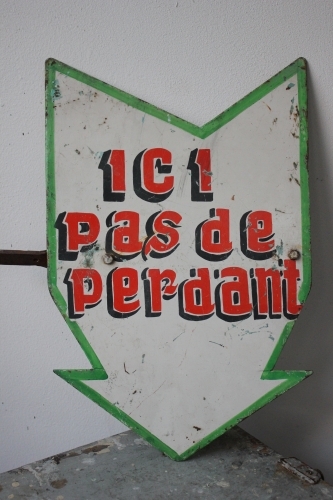 ICI
pas de
perdant